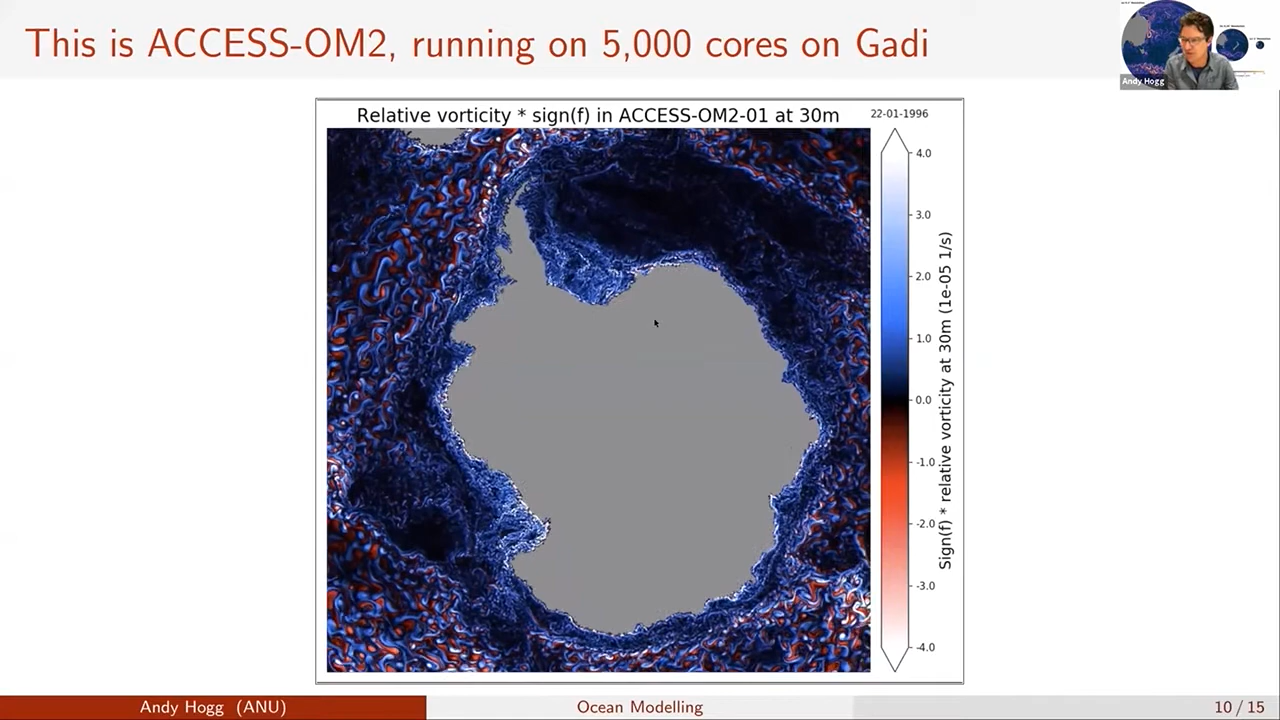 This is ACCESS-OM2, running on 5,000 cores on Gadi
Andy Hogg
Relative vorticity * sign(f) in ACCESS-OM2-01 at 30m
22-01-1996
4.0
3.0
2.0
1.0
0.0
-1.0
-2.0
-3.0
-4.0
Sign(f) * relative vorticity at 30m (1e-05 1/s)
Andy Hogg (ANU)
Ocean Modelling
10 / 15